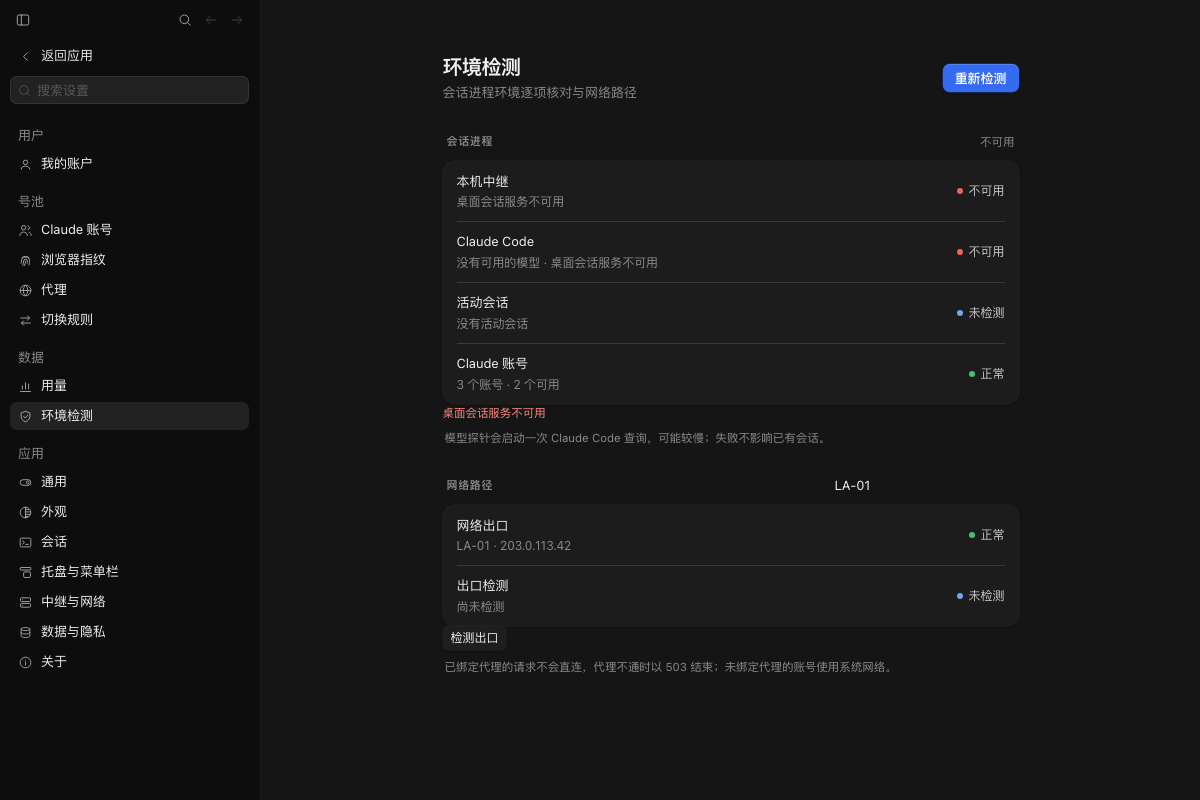 返回应用
搜索设置
用户
我的账户
号池
Claude 账号
浏览器指纹
代理
切换规则
数据
用量
环境检测
应用
通用
外观
会话
托盘与菜单栏
中继与网络
数据与隐私
关于
环境检测
会话进程环境逐项核对与网络路径
重新检测
会话进程
不可用
本机中继
桌面会话服务不可用
不可用
Claude Code
没有可用的模型 · 桌面会话服务不可用
不可用
活动会话
没有活动会话
未检测
Claude 账号
3 个账号 · 2 个可用
正常
桌面会话服务不可用
模型探针会启动一次 Claude Code 查询，可能较慢；失败不影响已有会话。
网络路径
LA-01
网络出口
LA-01 · 203.0.113.42
正常
出口检测
尚未检测
未检测
检测出口
已绑定代理的请求不会直连，代理不通时以 503 结束；未绑定代理的账号使用系统网络。